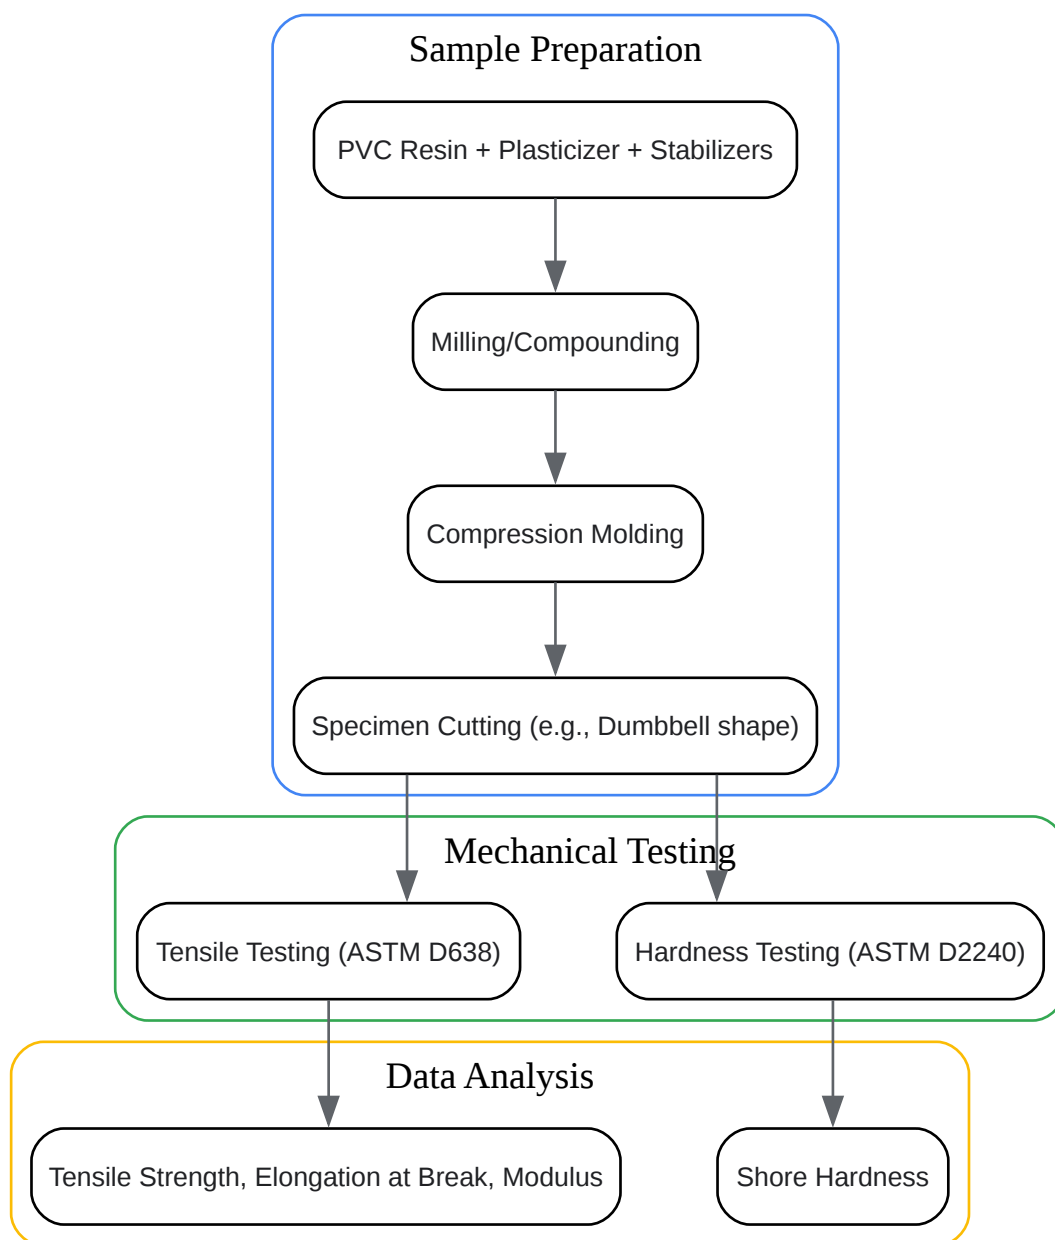 Sample Preparation
PVC Resin + Plasticizer + Stabilizers
Milling/Compounding
Compression Molding
Specimen Cutting (e.g., Dumbbell shape)
Mechanical Testing
Tensile Testing (ASTM D638)
Hardness Testing (ASTM D2240)
Data Analysis
Tensile Strength, Elongation at Break, Modulus
Shore Hardness